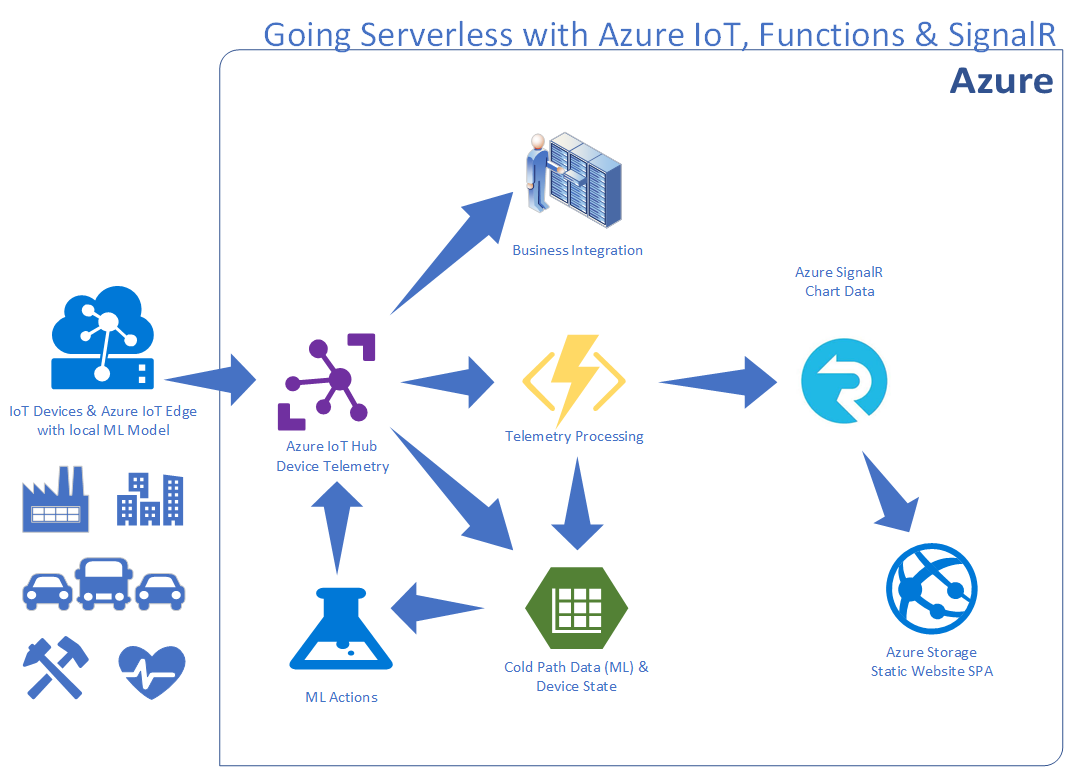 Going Serverless with Azure IoT, Functions & SignalR
Azure
Business Integration
Azure SignalR
Chart Data
IoT Devices & Azure IoT Edge
with local ML Model
Azure IoT Hub
Device Telemetry
Telemetry Processing
Cold Path Data (ML) &
Device State
Azure Storage
Static Website SPA
ML Actions